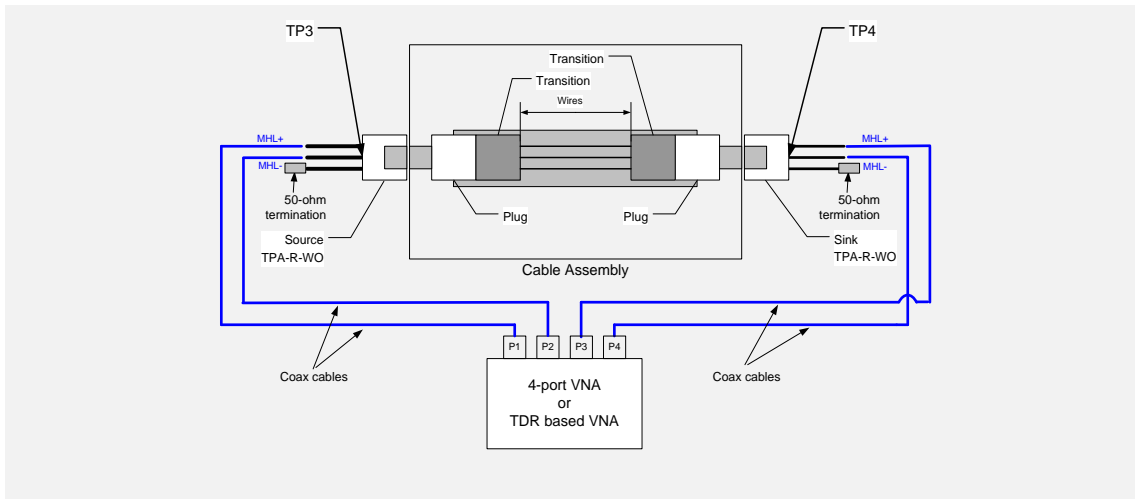 TP3
TP4
Transition
Transition
Wires
MHL+
MHL-
MHL+
MHL-
50-ohm
termination
50-ohm
termination
Plug
Plug
Source
TPA-R-WO
Sink
TPA-R-WO
Cable Assembly
P1
P2
P3
P4
Coax cables
Coax cables
4-port VNA
or
TDR based VNA